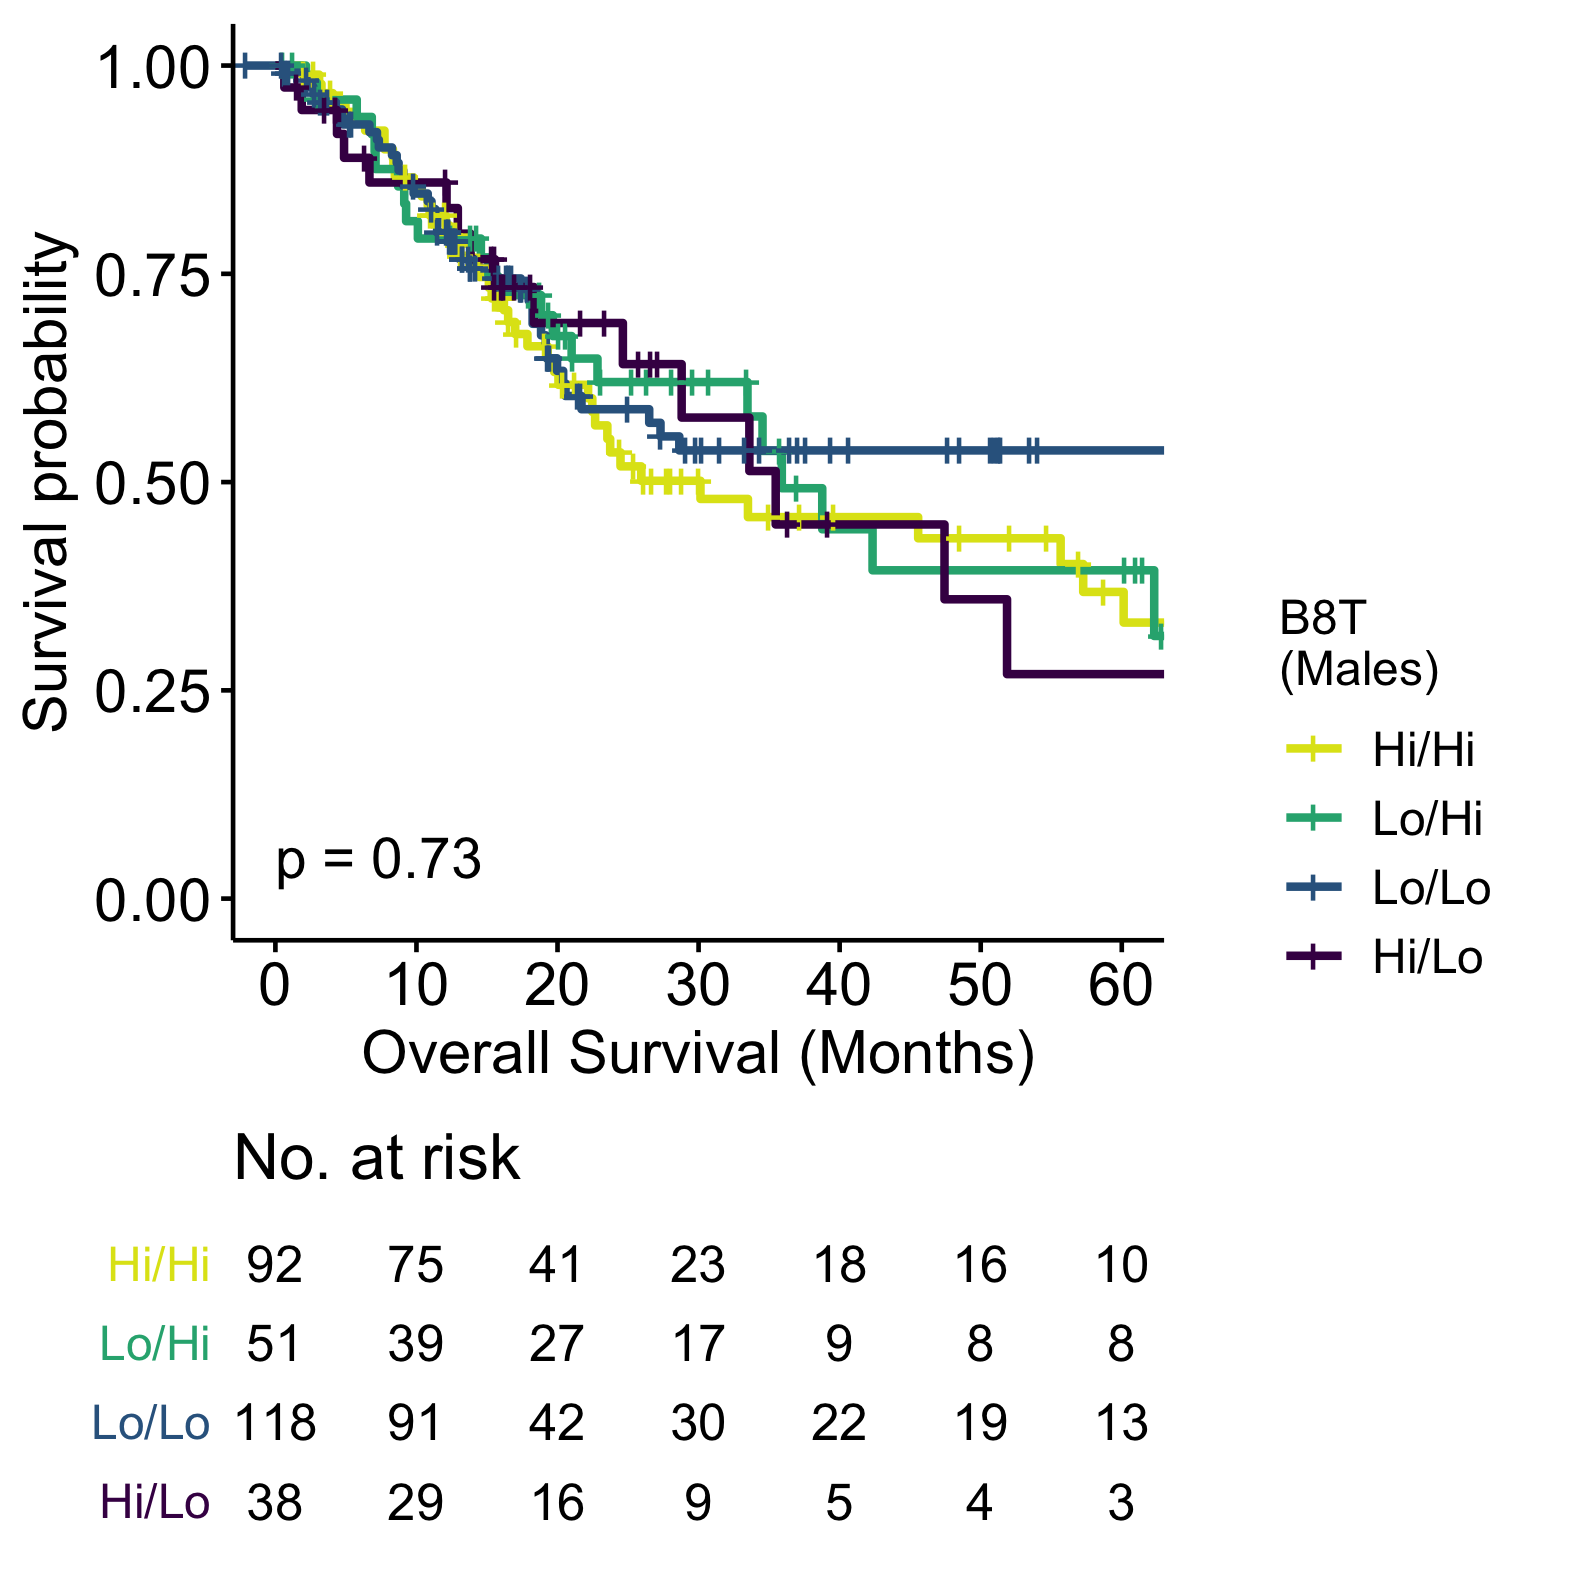 Survival probability
1.00
0.75
0.50
0.25
0.00
p = 0.73
0 10 20 30 40 50 60
Overall Survival (Months)
B8T
(Males)
Hi/Hi
Lo/Hi
Lo/Lo
Hi/Lo
No. at risk
Hi/Hi 92 75 41 23 18 16 10
Lo/Hi 51 39 27 17 9 8 8
Lo/Lo 118 91 42 30 22 19 13
Hi/Lo 38 29 16 9 5 4 3